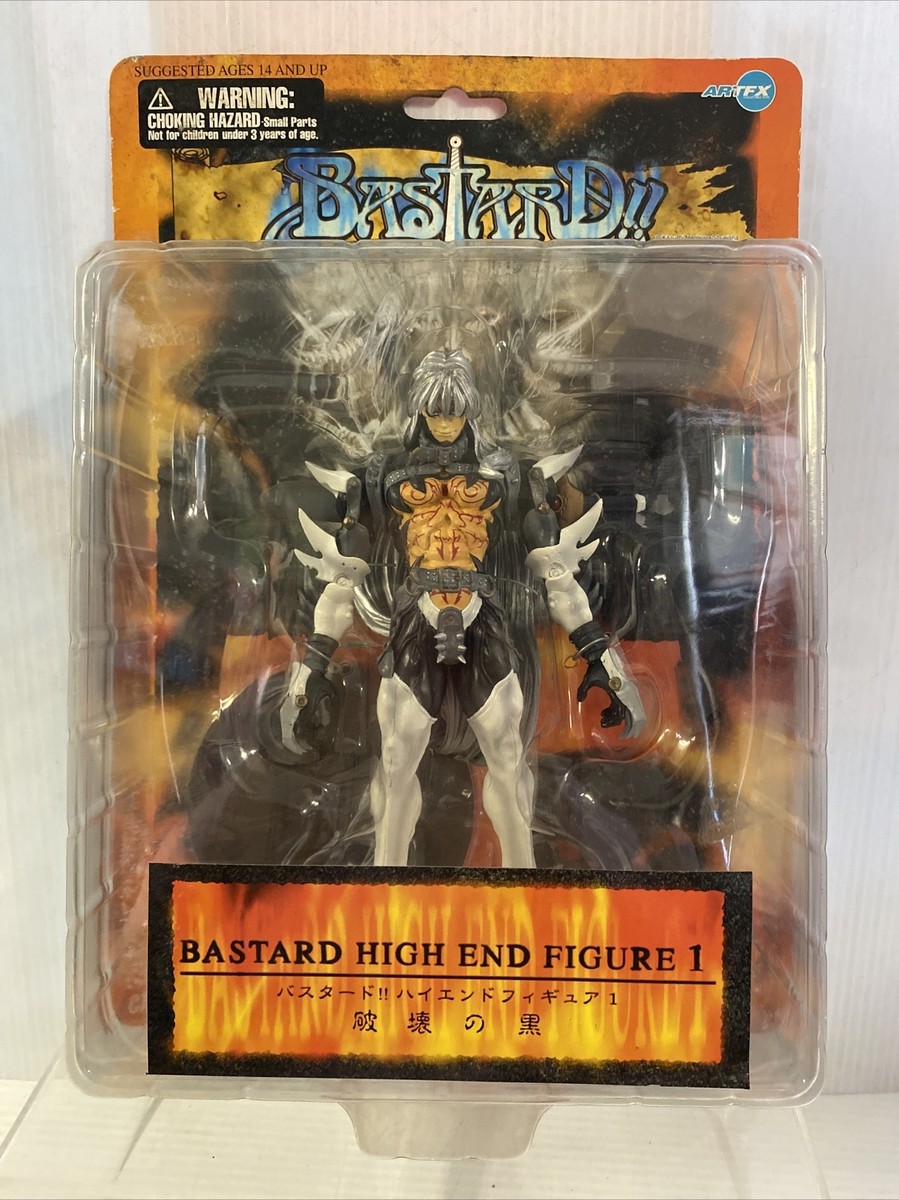 SUGGESTED AGES 14 AND UP
WARNING:
CHOKING HAZARD-Small Parts
Not for children under 3 years of age.
ARTFX
BASTARD!!
BASTARD HIGH END FIGURE 1
バスタード!! ハイエンドフィギュア 1
破壊の黒